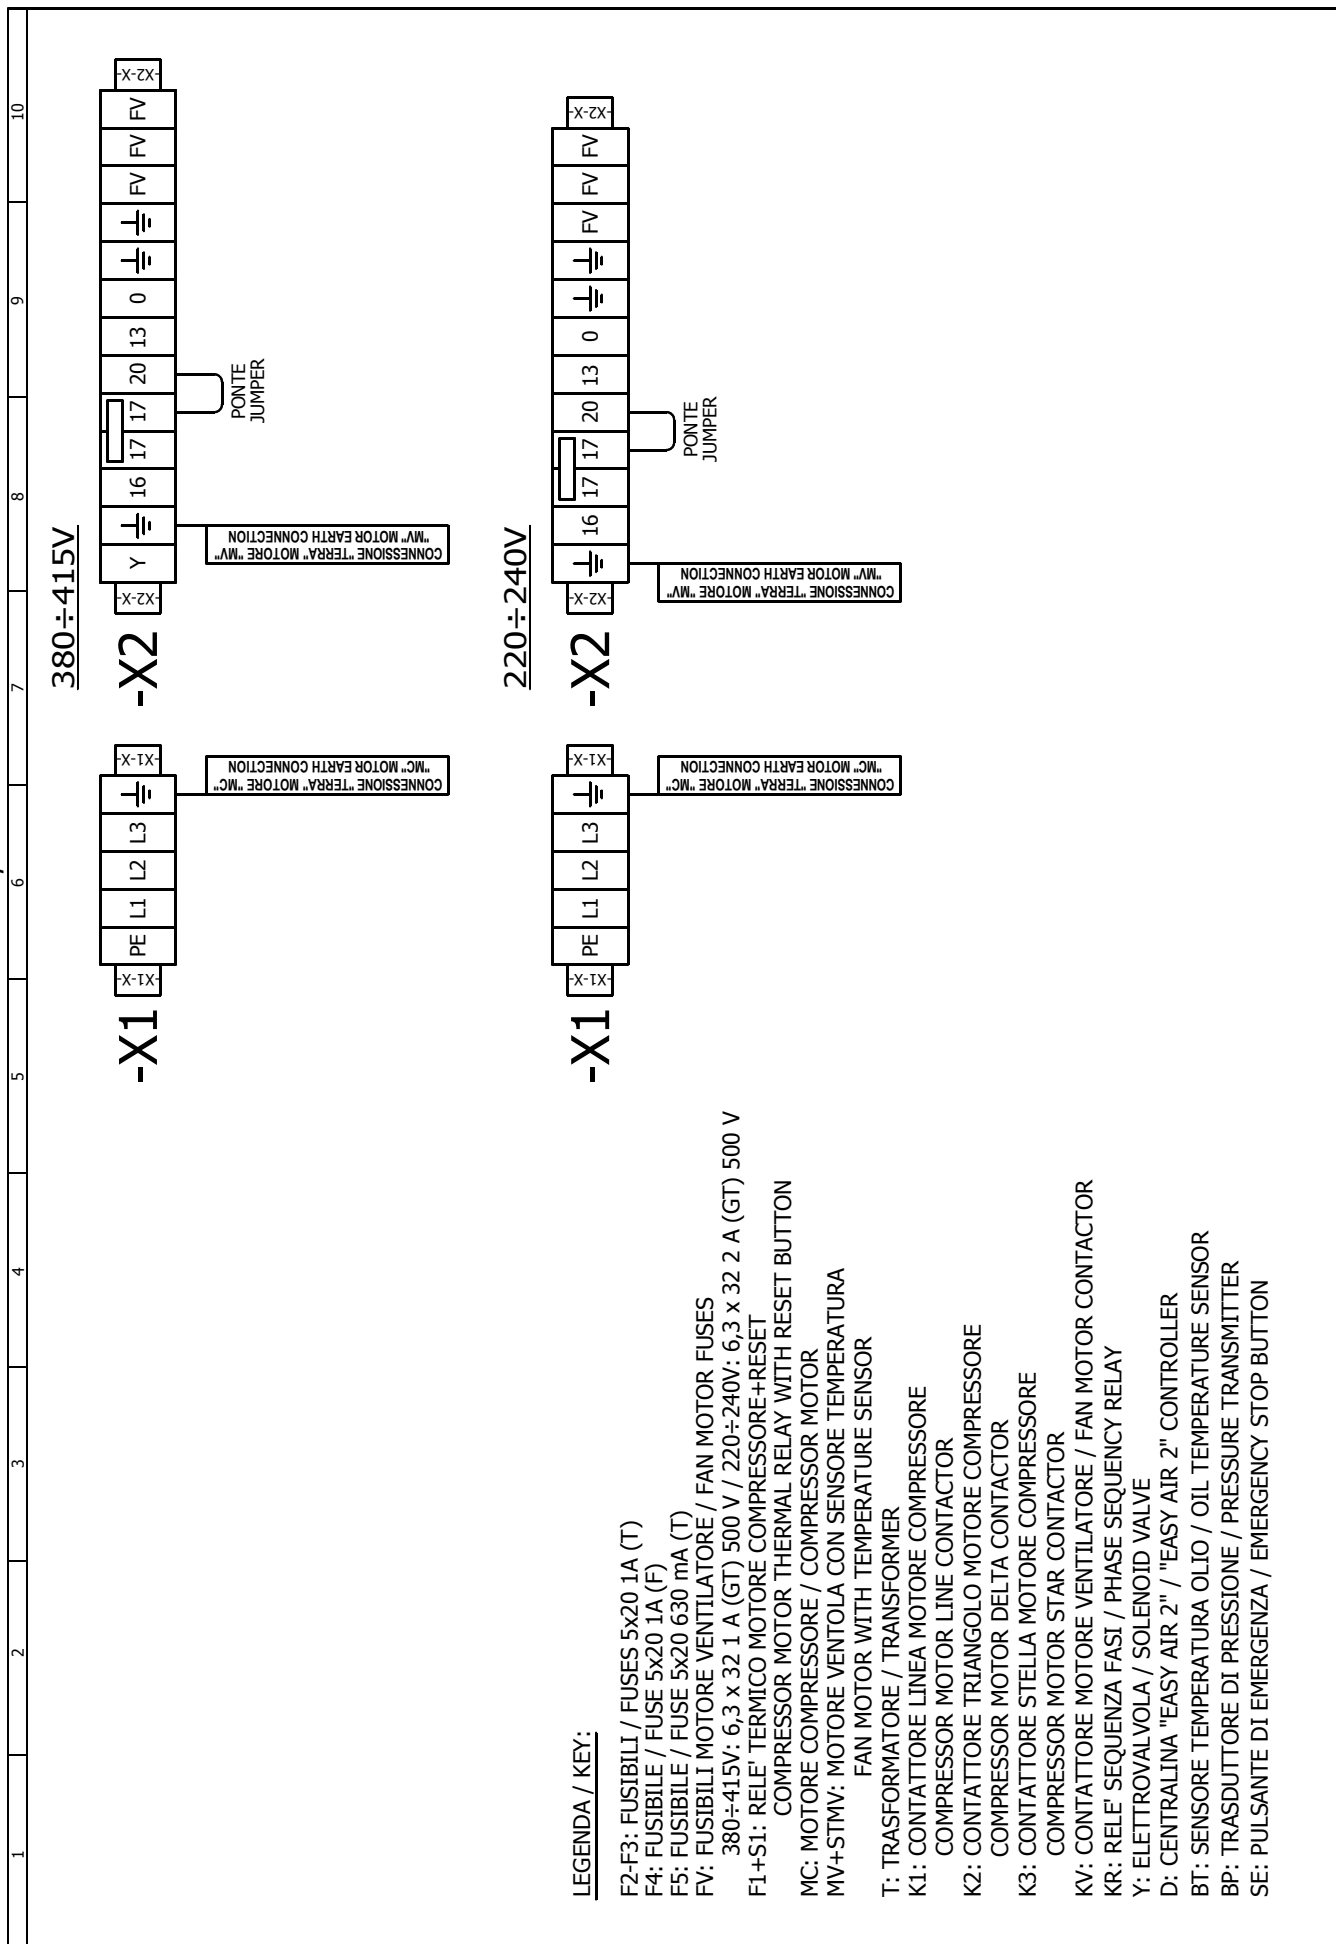 1
2
3
4
5
6
7
8
9
10
380÷415V
-X1
-X1-X-
PE L1 L2 L3
-X1-X-
CONNESSIONE "TERRA" MOTORE "MC"
"MC" MOTOR EARTH CONNECTION
-X2
-X2-X-
Y 16 17 17 20 13 0 FV FV FV
-X2-X-
CONNESSIONE "TERRA" MOTORE "MV"
"MV" MOTOR EARTH CONNECTION
PONTE
JUMPER
220÷240V
-X1
-X1-X-
PE L1 L2 L3
-X1-X-
CONNESSIONE "TERRA" MOTORE "MC"
"MC" MOTOR EARTH CONNECTION
-X2
-X2-X-
16 17 17 20 13 0 FV FV FV
-X2-X-
CONNESSIONE "TERRA" MOTORE "MV"
"MV" MOTOR EARTH CONNECTION
PONTE
JUMPER
LEGENDA / KEY:
F2-F3: FUSIBILI / FUSES 5x20 1A (T)
F4: FUSIBILE / FUSE 5x20 1A (F)
F5: FUSIBILE / FUSE 5x20 630 mA (T)
FV: FUSIBILI MOTORE VENTILATORE / FAN MOTOR FUSES
380÷415V: 6,3 x 32 1 A (GT) 500 V / 220÷240V: 6,3 x 32 2 A (GT) 500 V
F1+S1: RELE' TERMICO MOTORE COMPRESSORE+RESET
COMPRESSOR MOTOR THERMAL RELAY WITH RESET BUTTON
MC: MOTORE COMPRESSORE / COMPRESSOR MOTOR
MV+STMV: MOTORE VENTOLA CON SENSORE TEMPERATURA
FAN MOTOR WITH TEMPERATURE SENSOR
T: TRASFORMATORE / TRANSFORMER
K1: CONTATTORE LINEA MOTORE COMPRESSORE
COMPRESSOR MOTOR LINE CONTACTOR
K2: CONTATTORE TRIANGOLO MOTORE COMPRESSORE
COMPRESSOR MOTOR DELTA CONTACTOR
K3: CONTATTORE STELLA MOTORE COMPRESSORE
COMPRESSOR MOTOR STAR CONTACTOR
KV: CONTATTORE MOTORE VENTILATORE / FAN MOTOR CONTACTOR
KR: RELE' SEQUENZA FASI / PHASE SEQUENCY RELAY
Y: ELETTROVALVOLA / SOLENOID VALVE
D: CENTRALINA "EASY AIR 2" / "EASY AIR 2" CONTROLLER
BT: SENSORE TEMPERATURA OLIO / OIL TEMPERATURE SENSOR
BP: TRASDUTTORE DI PRESSIONE / PRESSURE TRANSMITTER
SE: PULSANTE DI EMERGENZA / EMERGENCY STOP BUTTON